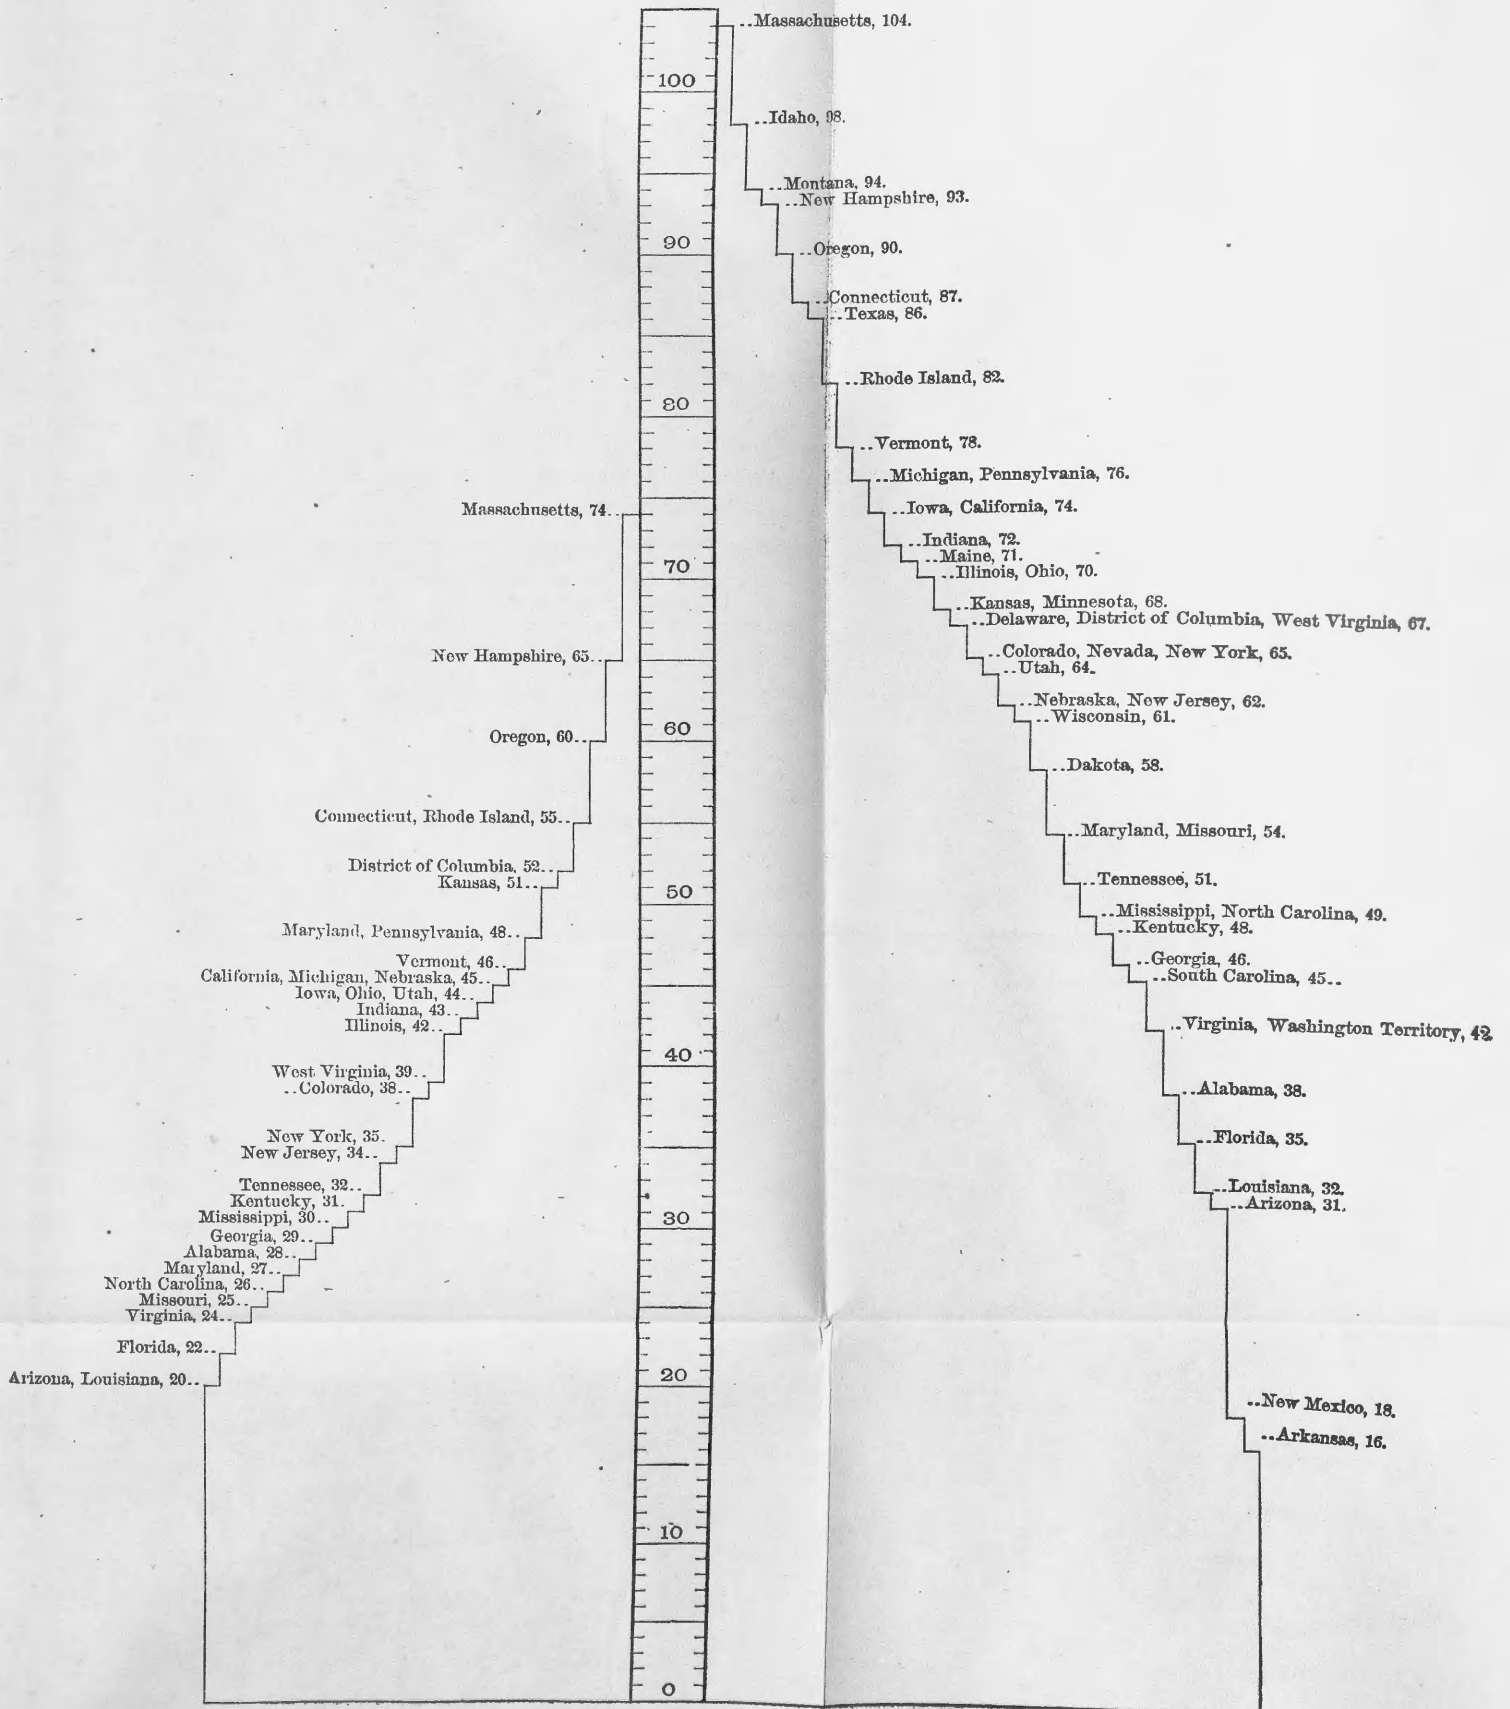 Massachusetts, 104.
100
Idaho, 98.
Montana, 94.
New Hampshire, 93.
90
Oregon, 90.
Connecticut, 87.
Texas, 86.
Rhode Island, 82.
80
Vermont, 78.
Michigan, Pennsylvania, 76.
Massachusetts, 74..
Iowa, California, 74.
Indiana, 72.
Maine, 71.
70
Illinois, Ohio, 70.
Kansas, Minnesota, 68.
Delaware, District of Columbia, West Virginia, 67.
New Hampshire, 65..
Colorado, Nevada, New York, 65.
Utah, 64.
Nebraska, New Jersey, 62.
Wisconsin, 61.
Oregon, 60..
60
Dakota, 58.
Connecticut, Rhode Island, 55..
Maryland, Missouri, 54.
District of Columbia, 52..
Kansas, 51..
Tennessee, 51.
50
Mississippi, North Carolina, 49.
Maryland, Pennsylvania, 48..
Kentucky, 48.
Vermont, 46..
Georgia, 46.
California, Michigan, Nebraska, 45..
South Carolina, 45..
Iowa, Ohio, Utah, 44..
Indiana, 43..
Illinois, 42..
Virginia, Washington Territory, 42
40
West Virginia, 39..
..Colorado, 38..
Alabama, 38.
New York, 35.
Florida, 35.
New Jersey, 34..
Tennessee, 32..
Louisiana, 32.
Kentucky, 31.
Arizona, 31.
Mississippi, 30..
30
Georgia, 29..
Alabama, 28..
Maryland, 27..
North Carolina, 26..
Missouri, 25..
Virginia, 24..
Florida, 22..
Arizona, Louisiana, 20..
20
New Mexico, 18.
Arkansas, 16.
10
0